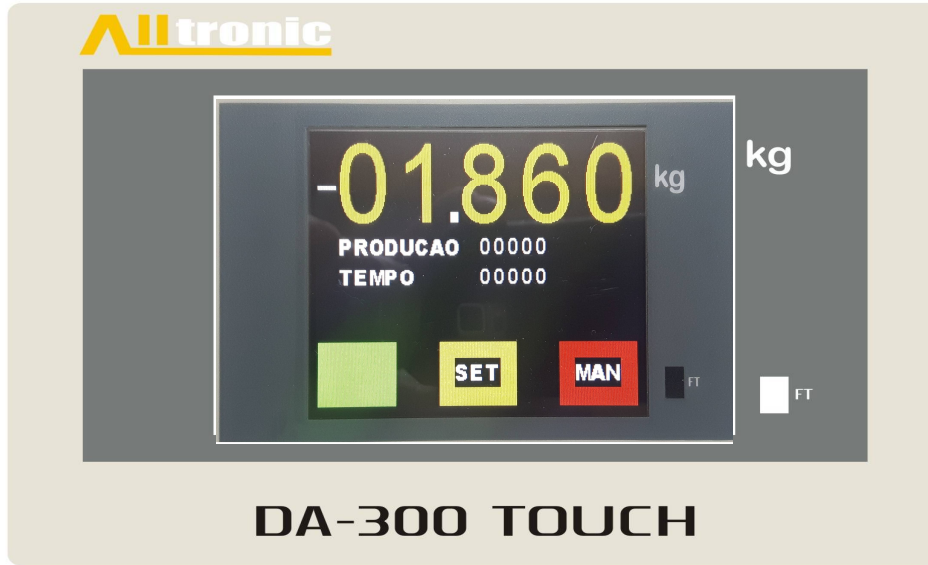 Alltronic
-01.860 kg
kg
PRODUCAO 00000
TEMPO 00000
SET
MAN
FT
FT
DA-300 TOUCH